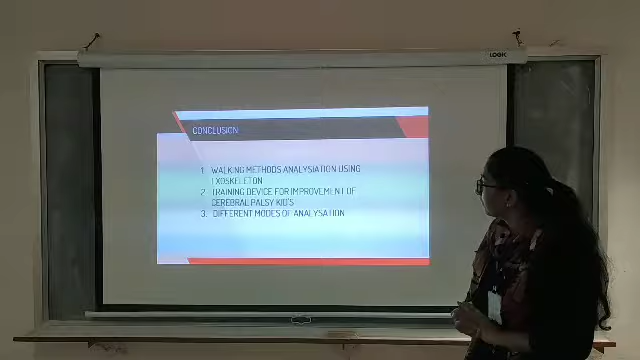 LOGIC
CONCLUSION
1 WALKING METHODS ANALYSIATION USING
EXOSKELETON
2 TRAINING DEVICE FOR IMPROVEMENT OF
CEREBRAL PALSY KID'S
3. DIFFERENT MODES OF ANALYSATION